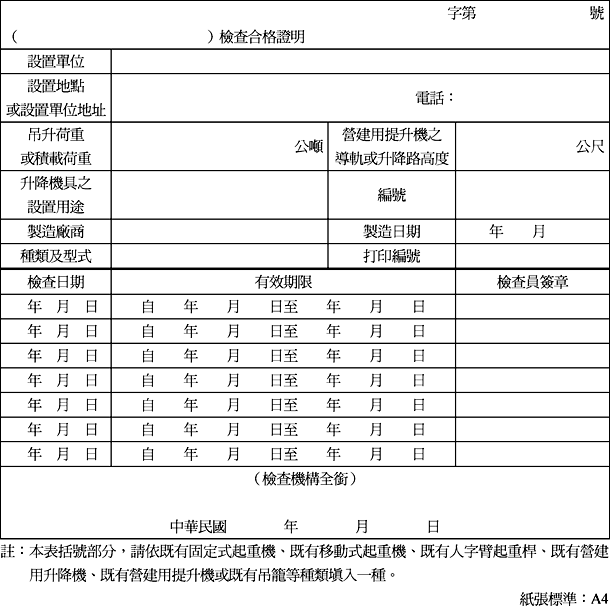 字第　　　　　　號
（　　　　　　　　　　　　　）檢查合格證明
設置單位
設置地點
或設置單位地址
電話：
吊升荷重
或積載荷重
公噸
營建用提升機之
導軌或升降路高度
公尺
升降機具之
設置用途
編號
製造廠商
製造日期
年　　月
種類及型式
打印編號
檢查日期　有效期限　檢查員簽章
年　月　日　自　　年　　月　　日至　　年　　月　　日
年　月　日　自　　年　　月　　日至　　年　　月　　日
年　月　日　自　　年　　月　　日至　　年　　月　　日
年　月　日　自　　年　　月　　日至　　年　　月　　日
年　月　日　自　　年　　月　　日至　　年　　月　　日
年　月　日　自　　年　　月　　日至　　年　　月　　日
年　月　日　自　　年　　月　　日至　　年　　月　　日
（檢查機構全銜）
中華民國　　　　年　　　　月　　　　日
註：本表括號部分，請依既有固定式起重機、既有移動式起重機、既有人字臂起重桿、既有營建
用升降機、既有營建用提升機或既有吊籠等種類填入一種。
紙張標準：A4